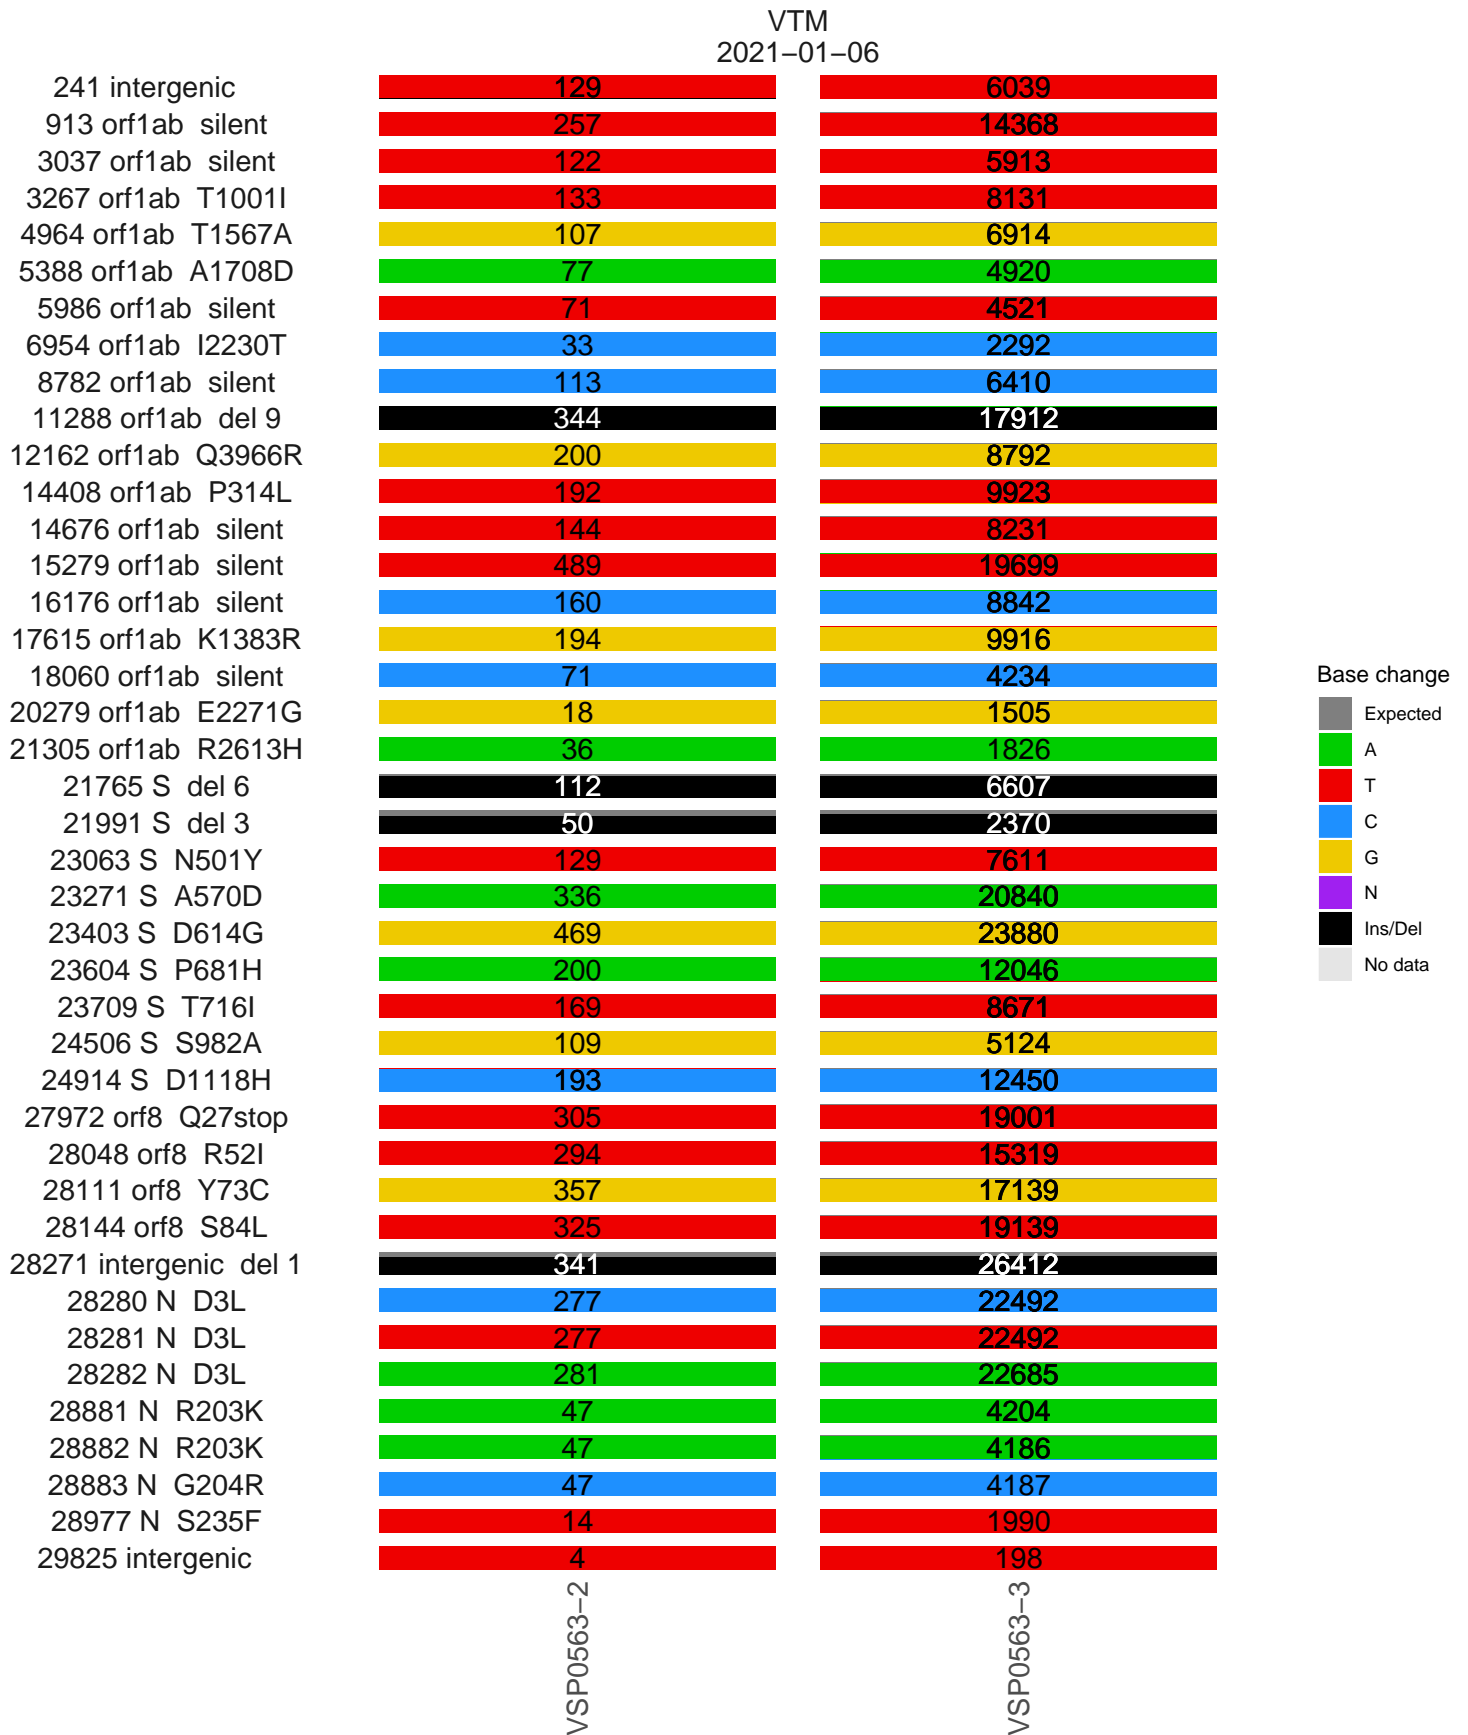 VTM
2021−01−06
241 intergenic 129 6039
913 orf1ab silent 257 14368
3037 orf1ab silent 122 5913
3267 orf1ab T1001I 133 8131
4964 orf1ab T1567A 107 6914
5388 orf1ab A1708D 77 4920
5986 orf1ab silent 71 4521
6954 orf1ab I2230T 33 2292
8782 orf1ab silent 113 6410
11288 orf1ab del 9 344 17912
12162 orf1ab Q3966R 200 8792
14408 orf1ab P314L 192 9923
14676 orf1ab silent 144 8231
15279 orf1ab silent 489 19699
16176 orf1ab silent 160 8842
17615 orf1ab K1383R 194 9916
18060 orf1ab silent 71 4234
20279 orf1ab E2271G 18 1505
21305 orf1ab R2613H 36 1826
21765 S del 6 112 6607
21991 S del 3 50 2370
23063 S N501Y 129 7611
23271 S A570D 336 20840
23403 S D614G 469 23880
23604 S P681H 200 12046
23709 S T716I 169 8671
24506 S S982A 109 5124
24914 S D1118H 193 12450
27972 orf8 Q27stop 305 19001
28048 orf8 R52I 294 15319
28111 orf8 Y73C 357 17139
28144 orf8 S84L 325 19139
28271 intergenic del 1 341 26412
28280 N D3L 277 22492
28281 N D3L 277 22492
28282 N D3L 281 22685
28881 N R203K 47 4204
28882 N R203K 47 4186
28883 N G204R 47 4187
28977 N S235F 14 1990
29825 intergenic 4 198
VSP0563−2
VSP0563−3
Base change
Expected
A
T
C
G
N
Ins/Del
No data